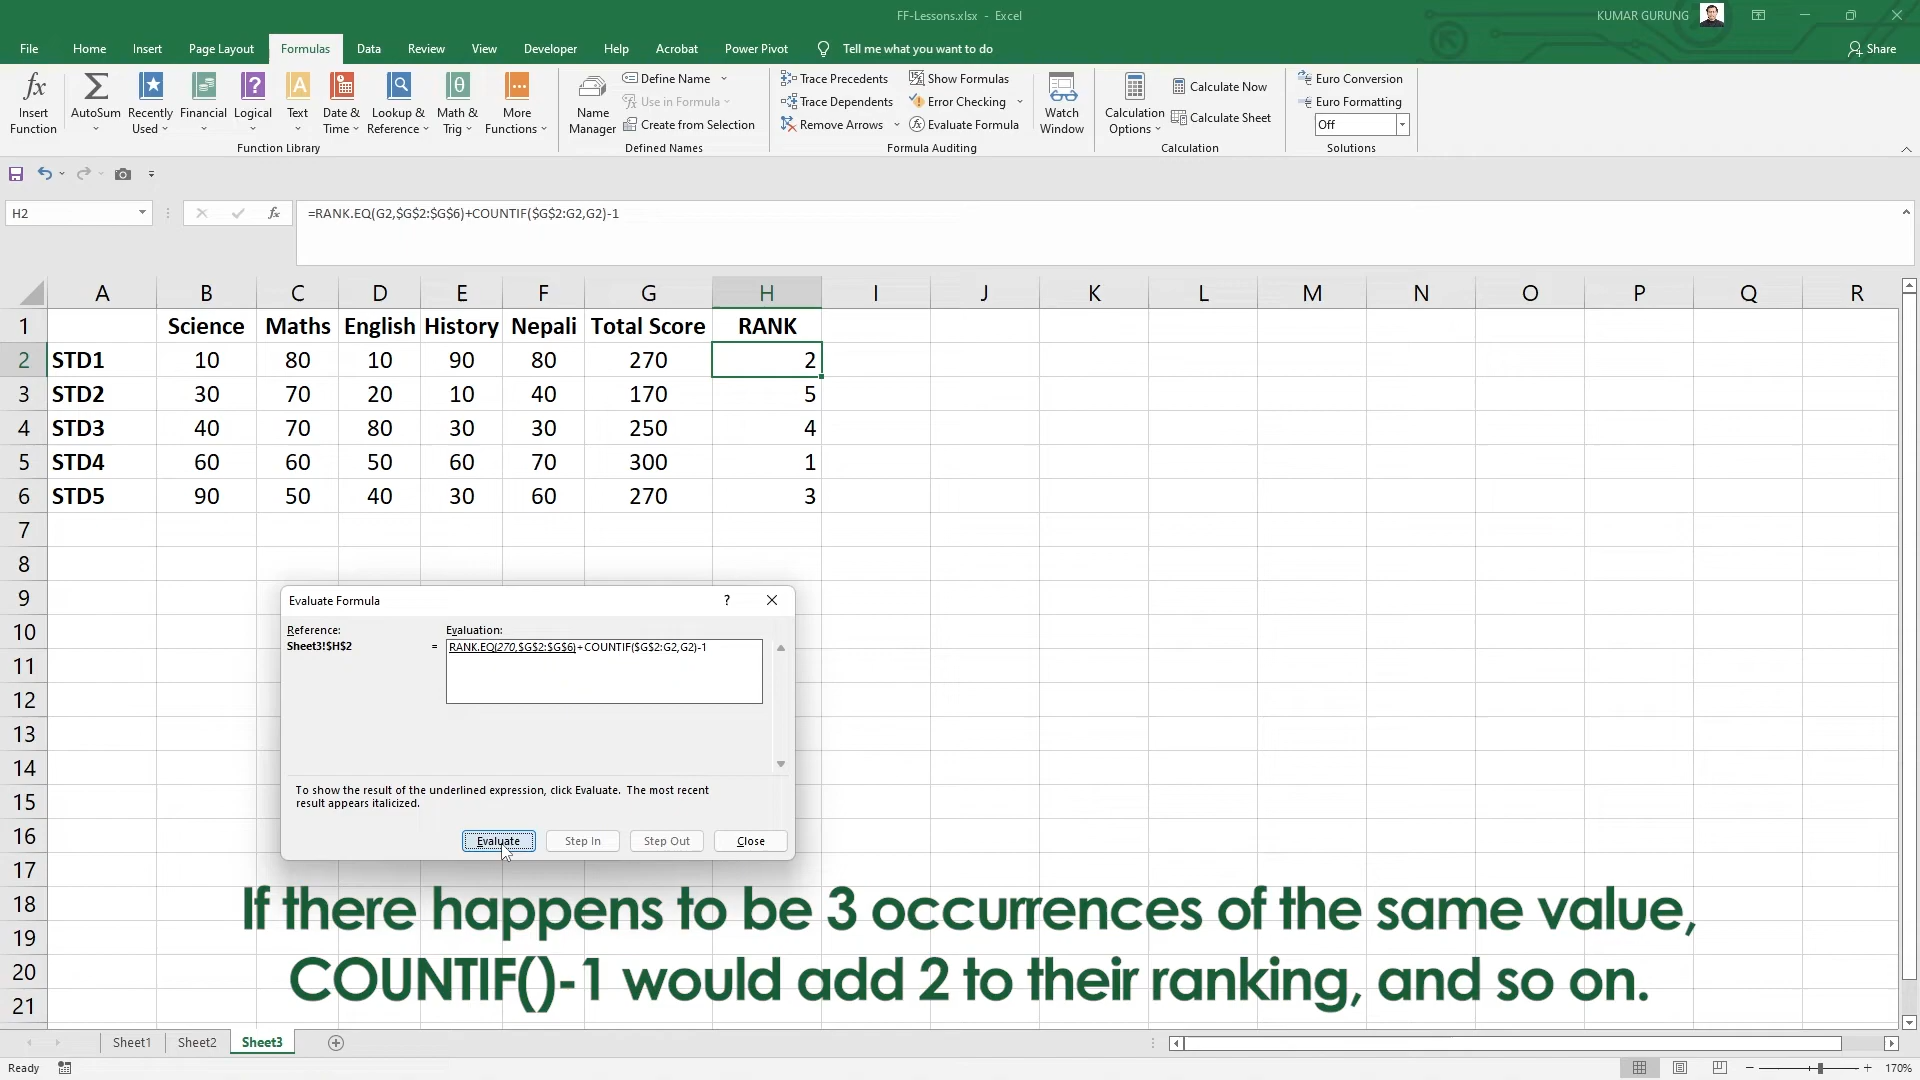 FF-Lessons.xlsx - Excel
KUMAR GURUNG
File Home Insert Page Layout Formulas Data Review View Developer Help Acrobat Power Pivot Tell me what you want to do Share
fx Insert Function
AutoSum
Recently Used
Financial
Logical
Text
Date & Time
Lookup & Reference
Math & Trig
More Functions
Function Library
Name Manager
Define Name
Use in Formula
Create from Selection
Defined Names
Trace Precedents
Trace Dependents
Remove Arrows
Show Formulas
Error Checking
Evaluate Formula
Formula Auditing
Watch Window
Calculation Options
Calculate Now
Calculate Sheet
Calculation
Euro Conversion
Euro Formatting
Off
Solutions
H2 fx =RANK.EQ(G2,$G$2:$G$6)+COUNTIF($G$2:G2,G2)-1
A B C D E F G H I J K L M N O P Q R
1 Science Maths English History Nepali Total Score RANK
2 STD1 10 80 10 90 80 270 2
3 STD2 30 70 20 10 40 170 5
4 STD3 40 70 80 30 30 250 4
5 STD4 60 60 50 60 70 300 1
6 STD5 90 50 40 30 60 270 3
7
8
9
10
11
12
13
14
15
16
17
18
19
20
21
Evaluate Formula ?
Reference: Evaluation:
Sheet3!$H$2 = RANK.EQ(270,$G$2:$G$6)+COUNTIF($G$2:G2,G2)-1
To show the result of the underlined expression, click Evaluate. The most recent
result appears italicized.
Evaluate Step In Step Out Close
If there happens to be 3 occurrences of the same value,
COUNTIF()-1 would add 2 to their ranking, and so on.
Sheet1 Sheet2 Sheet3
Ready
170%